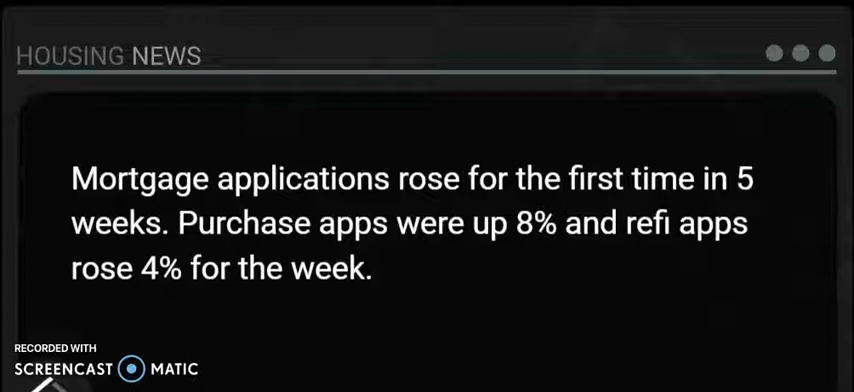 HOUSING NEWS
Mortgage applications rose for the first time in 5
weeks. Purchase apps were up 8% and refi apps
rose 4% for the week.
RECORDED WITH
SCREENCAST MATIC